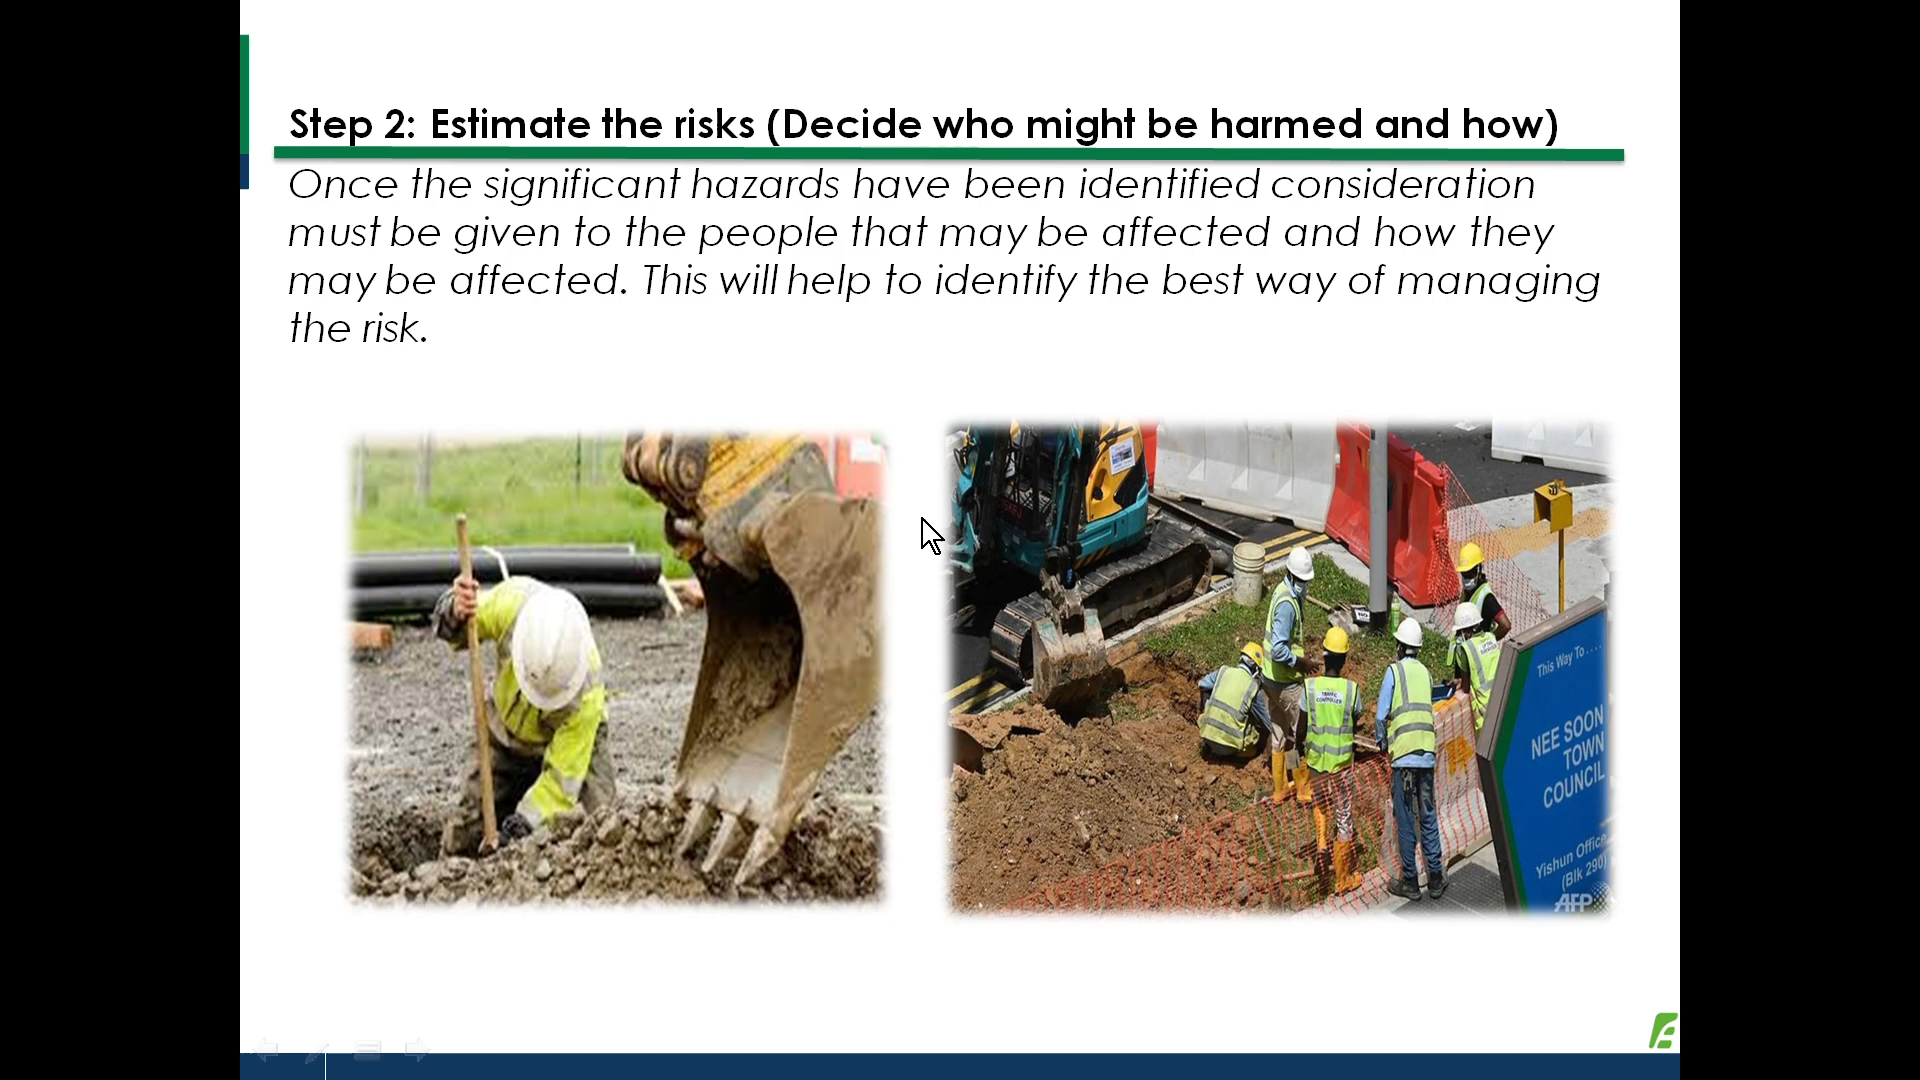 Step 2: Estimate the risks (Decide who might be harmed and how)
Once the significant hazards have been identified consideration
must be given to the people that may be affected and how they
may be affected. This will help to identify the best way of managing
the risk.
TRAFFIC
CONTROLLER
This Way To ....
NEE SOON
TOWN
COUNCIL
Yishun Office
(Blk 290)
AFP